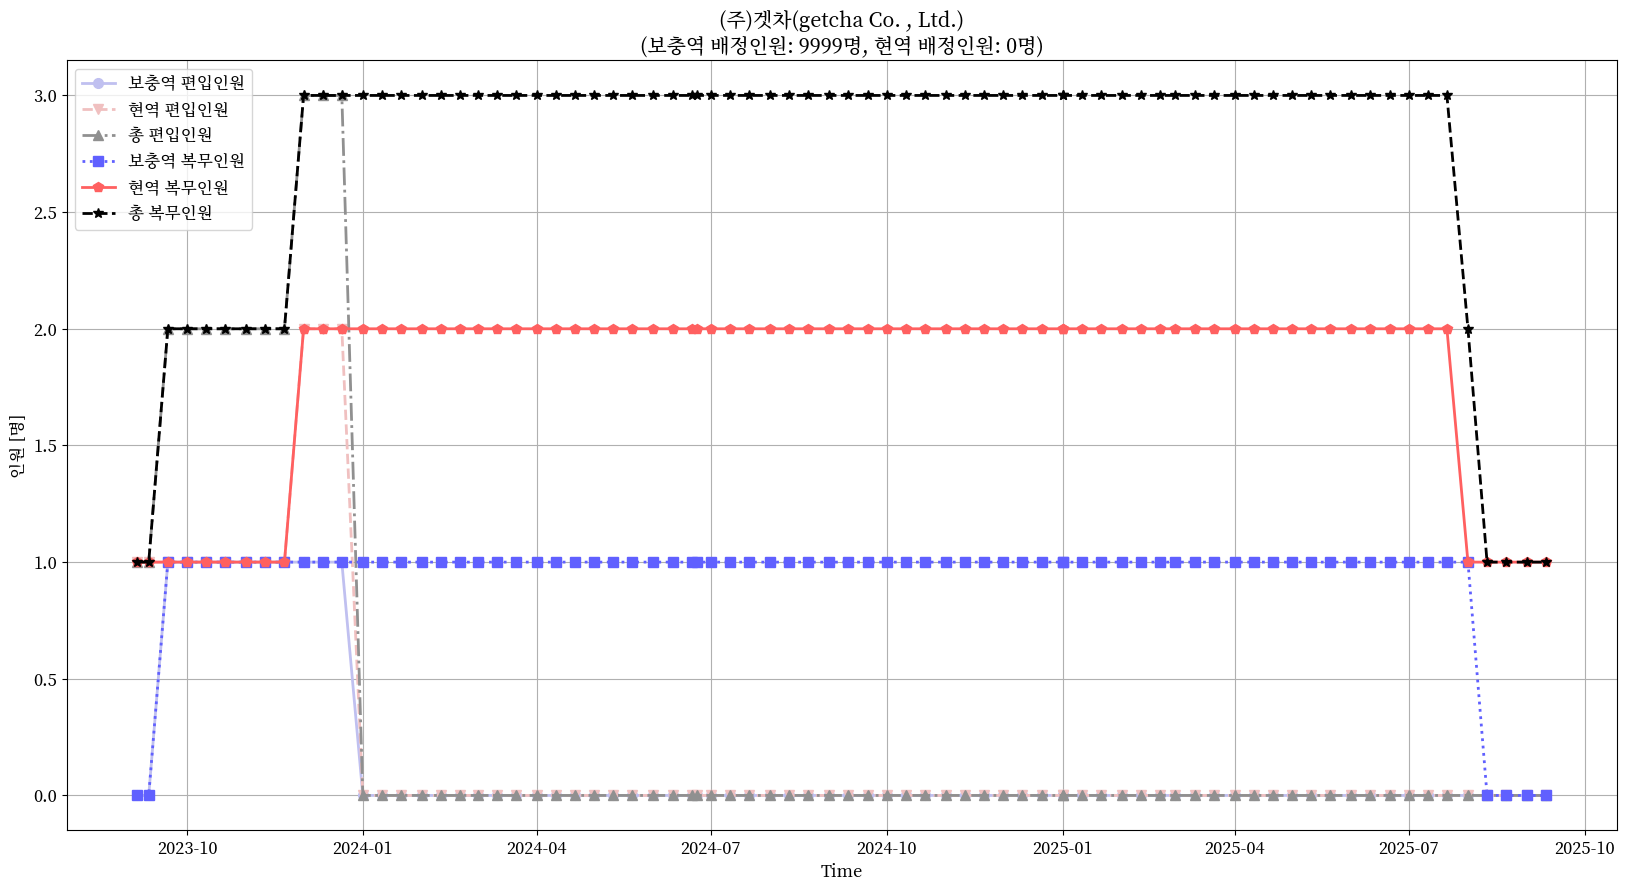 (주)겟차(getcha Co. , Ltd.)
(보충역 배정인원: 9999명, 현역 배정인원: 0명)
보충역 편입인원
현역 편입인원
총 편입인원
보충역 복무인원
현역 복무인원
총 복무인원
인원 [명]
3.0
2.5
2.0
1.5
1.0
0.5
0.0
2023-10
2024-01
2024-04
2024-07
2024-10
2025-01
2025-04
2025-07
2025-10
Time